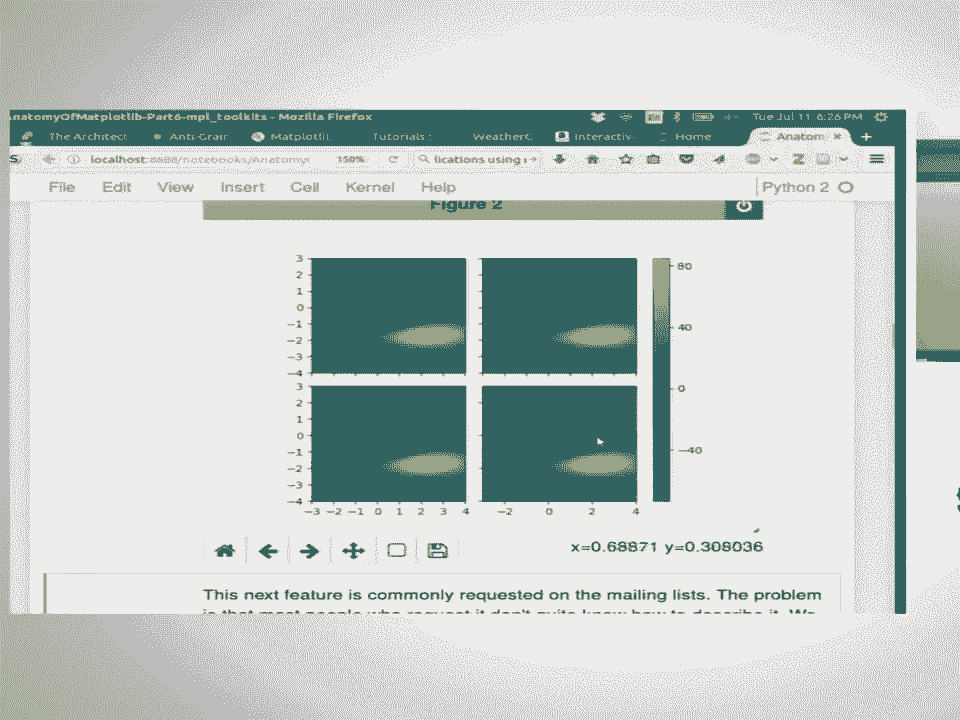 AnatomyOfMatplotlib-Part6-mpl_toolkits - Mozilla Firefox
Tue Jul 11 6:26 PM
The Architect
Anti-Grain
Matplotlit
Tutorials :
WeatherC
Interactiv
Home
Anatom
localhost:8888/notebooks/Anatomy
150%
lications using
File Edit View Insert Cell Kernel Help
Python 2
Figure 2
3
2
1
0
−1
−2
−3
−4
3
2
1
0
−1
−2
−3
−4
−3 −2 −1 0 1 2 3 4
−2 0 2 4
80
40
0
−40
x=0.68871 y=0.308036
This next feature is commonly requested on the mailing lists. The problem
is that most people who request it don't quite know how to describe it. We